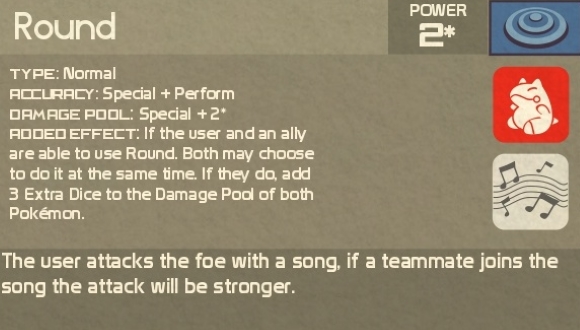 Round
POWER
2*
TYPE: Normal
ACCURACY: Special + Perform
DAMAGE POOL: Special + 2*
ADDED EFFECT: If the user and an ally
are able to use Round. Both may choose
to do it at the same time. If they do, add
3 Extra Dice to the Damage Pool of both
Pokémon.
The user attacks the foe with a song, if a teammate joins the
song the attack will be stronger.